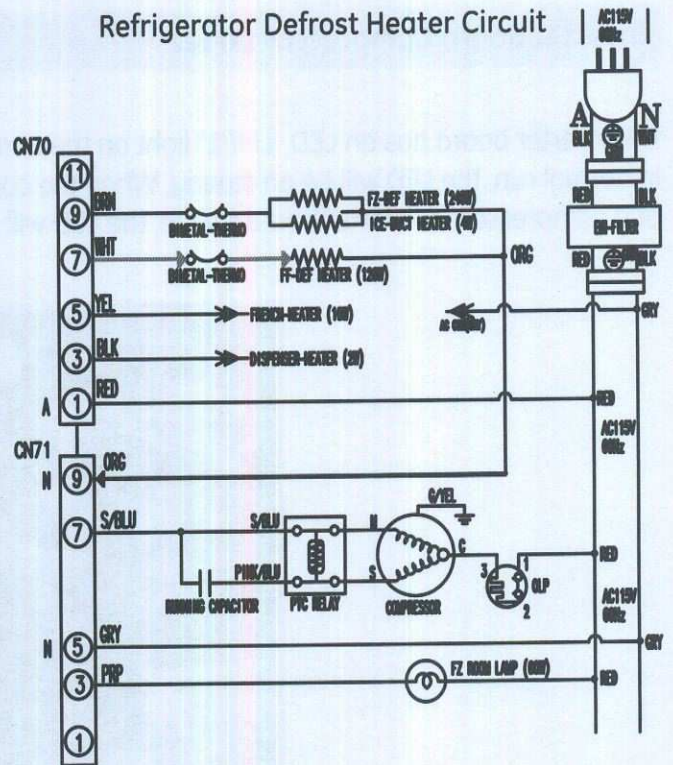 Refrigerator Defrost Heater Circuit
AC115V
60Hz
A N
BLK WHT
CN70
11
9 BRN
BIMETAL-THERMO
FZ-DEF HEATER (240W)
ICE-DUCT HEATER (4W)
RED BLK
EMI-FILTER
7 WHT
BIMETAL-THERMO
FF-DEF HEATER (120W)
ORG
RED BLK
5 YEL
FRENCH-HEATER (10W)
GRY
3 BLK
DISPENSER-HEATER (2W)
A 1 RED
RED
AC115V
60Hz
CN71
N 9 ORG
7 S/BLU
S/BLU
M
G/YEL
C
3 1
RED
PINK/BLU
S
OLP
2
RUNNING CAPACITOR
PTC RELAY
COMPRESSOR
AC115V
60Hz
N 5 GRY
GRY
3 PRP
FZ ROOM LAMP (60W)
RED
1